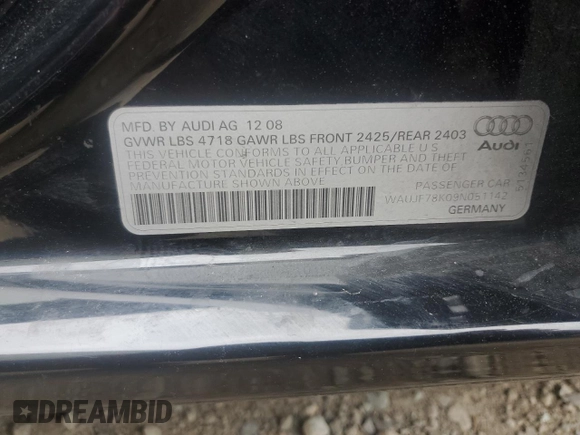 MFD. BY AUDI AG 12 08
GVWR LBS 4718 GAWR LBS FRONT 2425/REAR 2403
THIS VEHICLE CONFORMS TO ALL APPLICABLE U S
FEDERAL MOTOR VEHICLE SAFETY BUMPER AND THEFT
PREVENTION STANDARDS IN EFFECT ON THE DATE OF
MANUFACTURE SHOWN ABOVE
Audi
PASSENGER CAR
WAUJF78K09N051142
GERMANY
DREAMBID